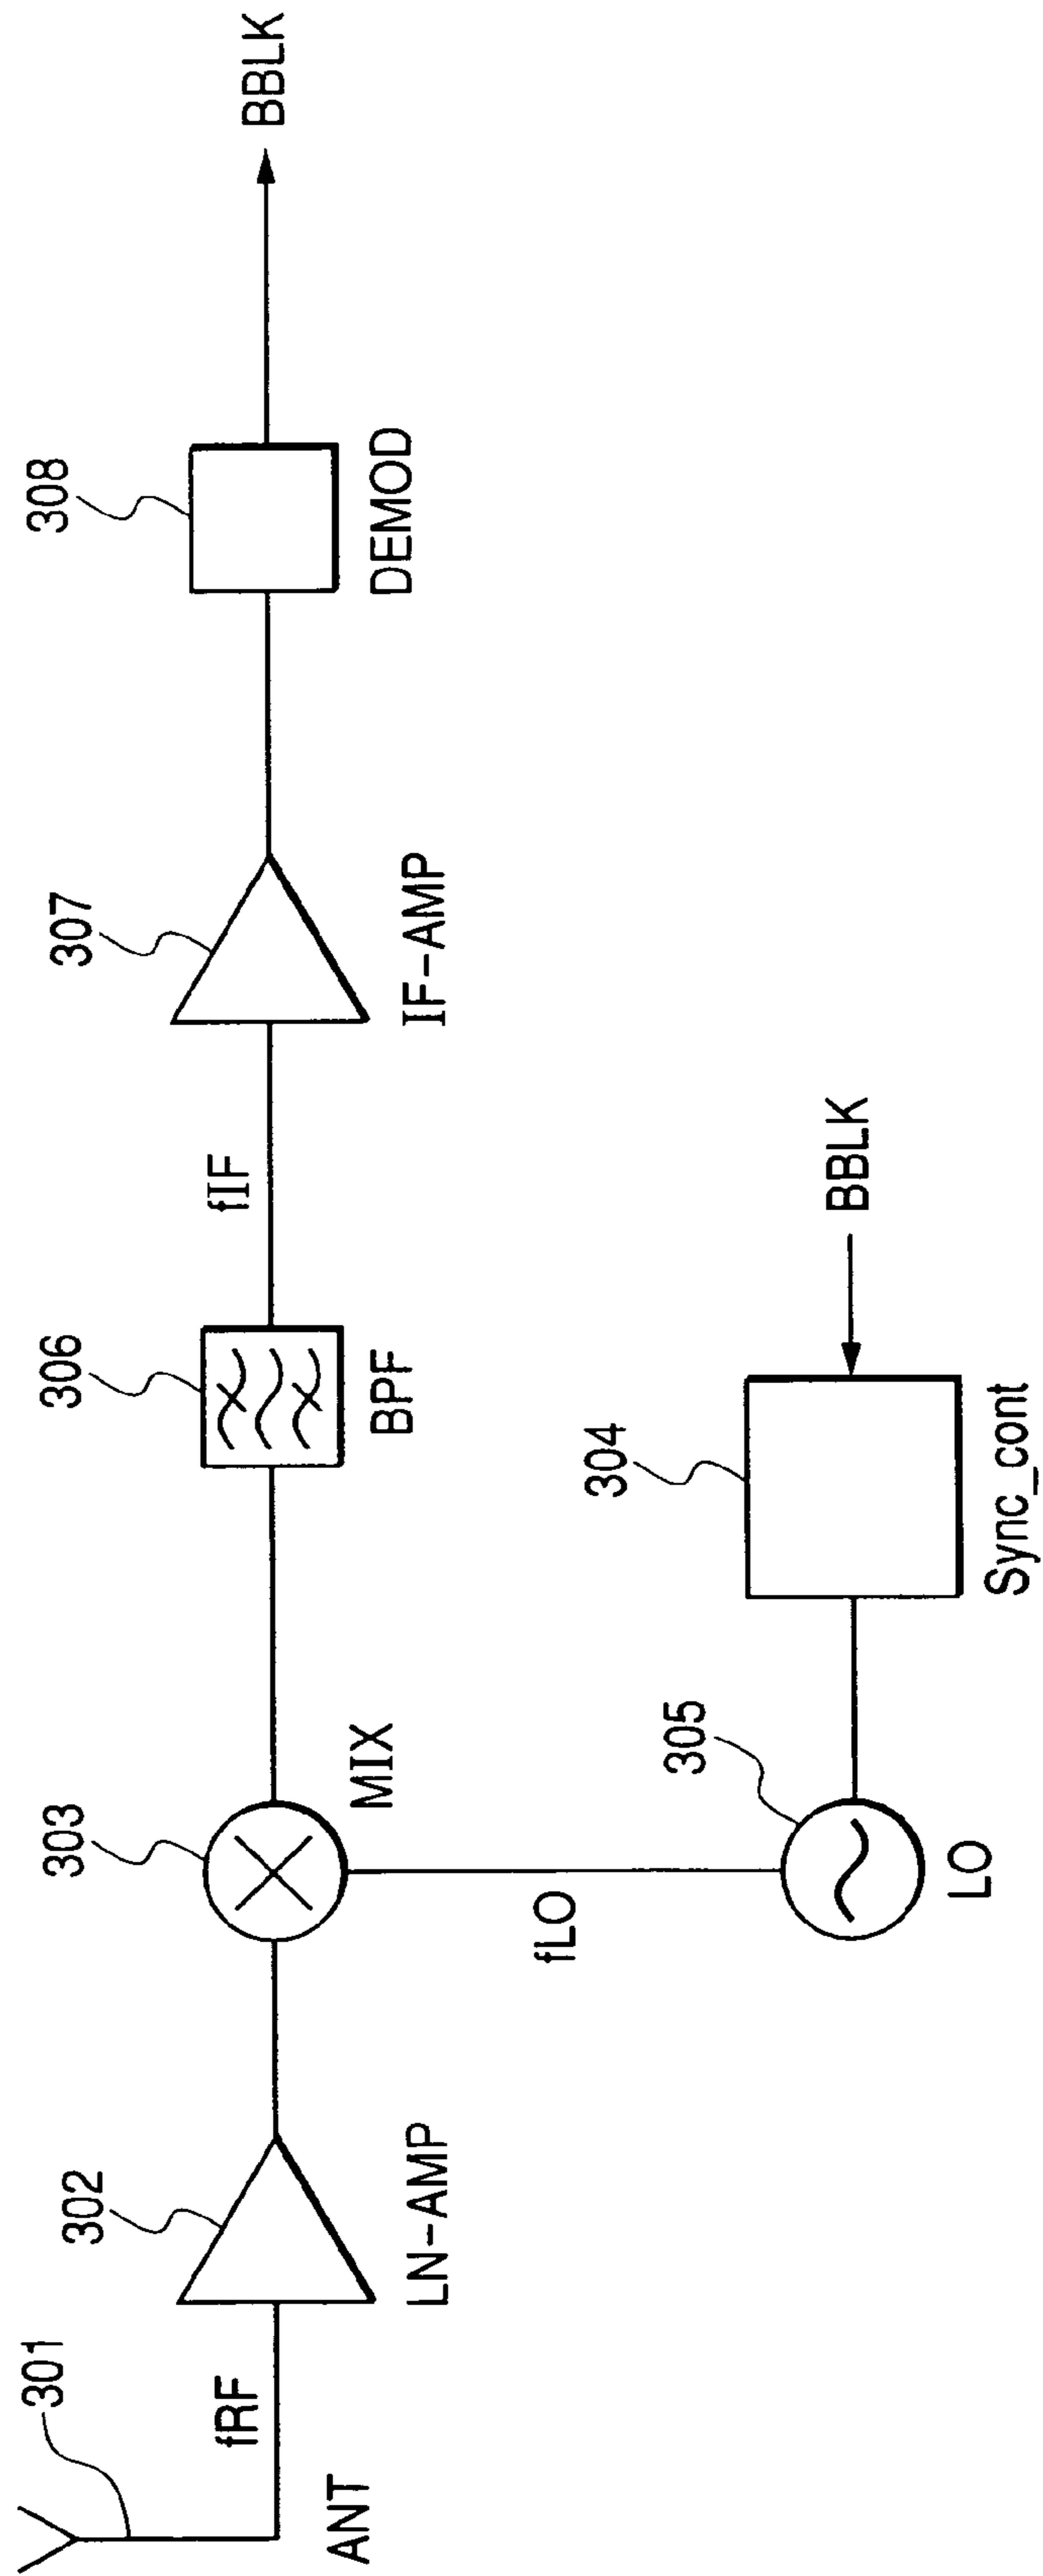 301
ANT
fRF
302
LN-AMP
303
MIX
fLO
305
LO
304
Sync_cont
BBLK
306
BPF
fIF
307
IF-AMP
308
DEMOD
BBLK